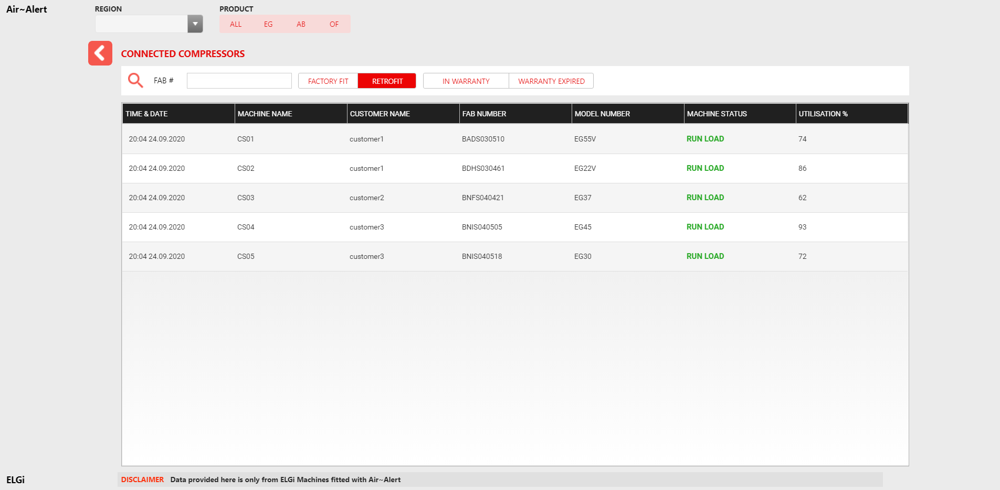 Air~Alert
REGION
PRODUCT
ALL EG AB OF
CONNECTED COMPRESSORS
FAB # FACTORY FIT RETROFIT IN WARRANTY WARRANTY EXPIRED
TIME & DATE MACHINE NAME CUSTOMER NAME FAB NUMBER MODEL NUMBER MACHINE STATUS UTILISATION %
20:04 24.09.2020 CS01 customer1 BADS030510 EG55V RUN LOAD 74
20:04 24.09.2020 CS02 customer1 BDHS030461 EG22V RUN LOAD 86
20:04 24.09.2020 CS03 customer2 BNFS040421 EG37 RUN LOAD 62
20:04 24.09.2020 CS04 customer3 BNIS040505 EG45 RUN LOAD 93
20:04 24.09.2020 CS05 customer3 BNIS040518 EG30 RUN LOAD 72
ELGi
DISCLAIMER Data provided here is only from ELGi Machines fitted with Air~Alert